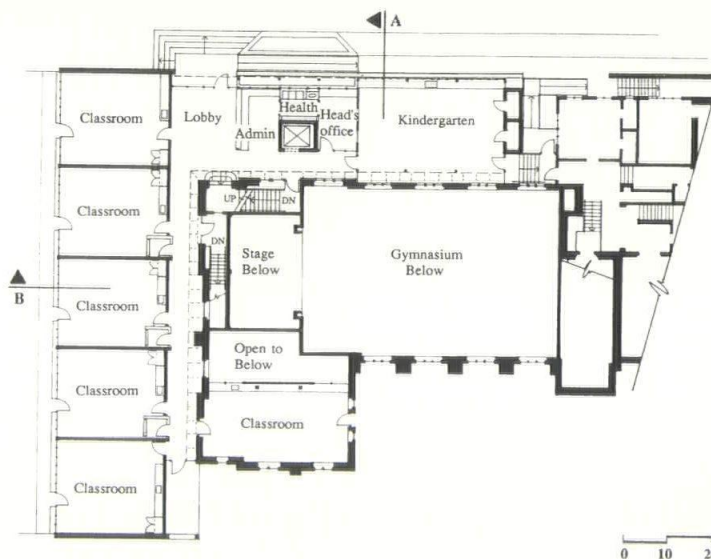 A
Classroom
Lobby
Health
Admin
Head's
office
Kindergarten
Classroom
UP
DN
DN
Stage
Below
Gymnasium
Below
B
Classroom
Open to
Below
Classroom
Classroom
Classroom
0 10